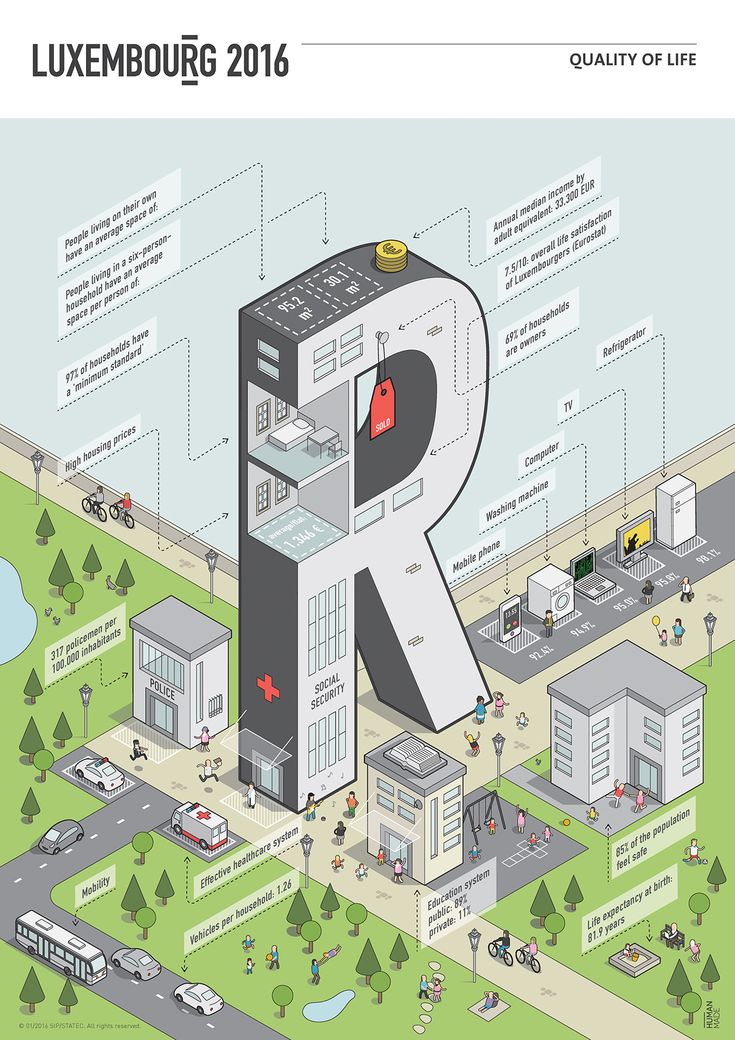 LUXEMBOURG 2016
QUALITY OF LIFE
People living on their own
have an average space of:
People living in a six-person-
household have an average
space per person of:
97% of households have
a 'minimum standard'
High housing prices
Annual median income by
adult equivalent: 33,300 EUR
7.5/10: overall life satisfaction
of Luxembourgers (Eurostat)
69% of households
are owners
Refrigerator
TV
Computer
Washing machine
Mobile phone
95.2
m²
30.1
m²
SOLD
average/flat:
1.346 €
13:35
92.4%
94.9%
95.0%
95.8%
98.1%
317 policemen per
100.000 inhabitants
POLICE
SOCIAL
SECURITY
Effective healthcare system
Mobility
Vehicles per household: 1.26
Education system
public: 89%
private: 11%
85% of the population
feel safe
Life expectancy at birth:
81.9 years
© 01/2016 SIP/STATEC. All rights reserved.
HUMAN
MADE